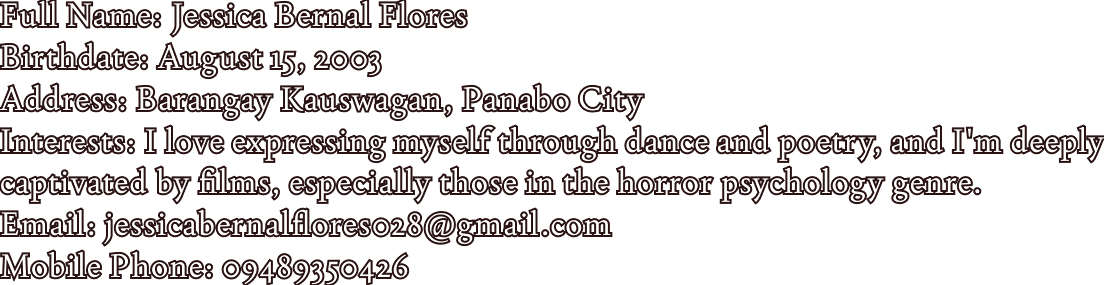 Full Name: Jessica Bernal Flores
Birthdate: August 15, 2003
Address: Barangay Kauswagan, Panabo City
Interests: I love expressing myself through dance and poetry, and I'm deeply
captivated by films, especially those in the horror psychology genre.
Email: jessicabernalflores028@gmail.com
Mobile Phone: 09489350426